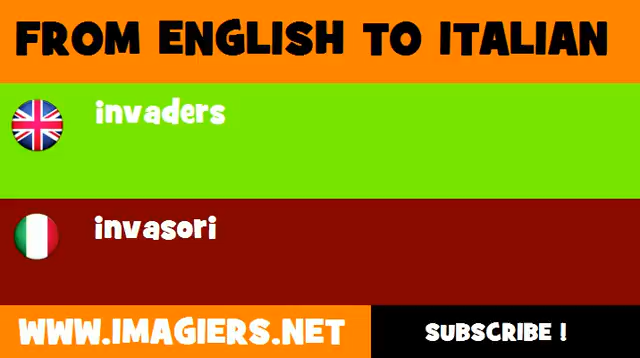 FROM ENGLISH TO ITALIAN
invaders
invasori
WWW.IMAGIERS.NET
SUBSCRIBE !